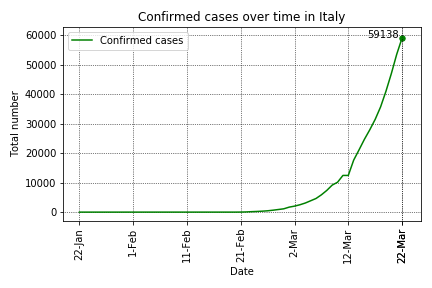 Confirmed cases over time in Italy
Confirmed cases
59138
60000
50000
40000
30000
20000
10000
0
Total number
22-Jan
1-Feb
11-Feb
21-Feb
2-Mar
12-Mar
22-Mar
Date